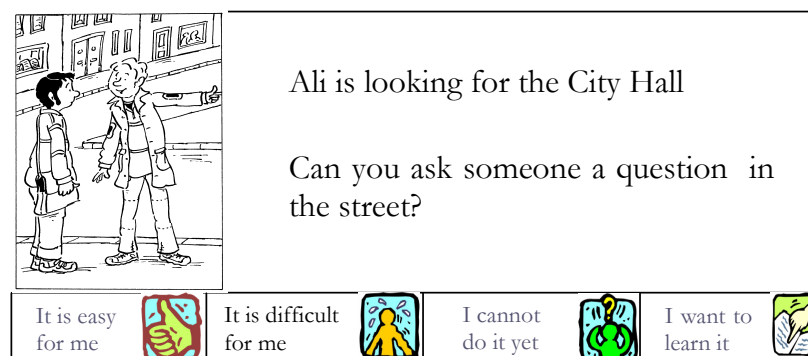 Ali is looking for the City Hall
Can you ask someone a question in
the street?
It is easy
for me
It is difficult
for me
I cannot
do it yet
I want to
learn it